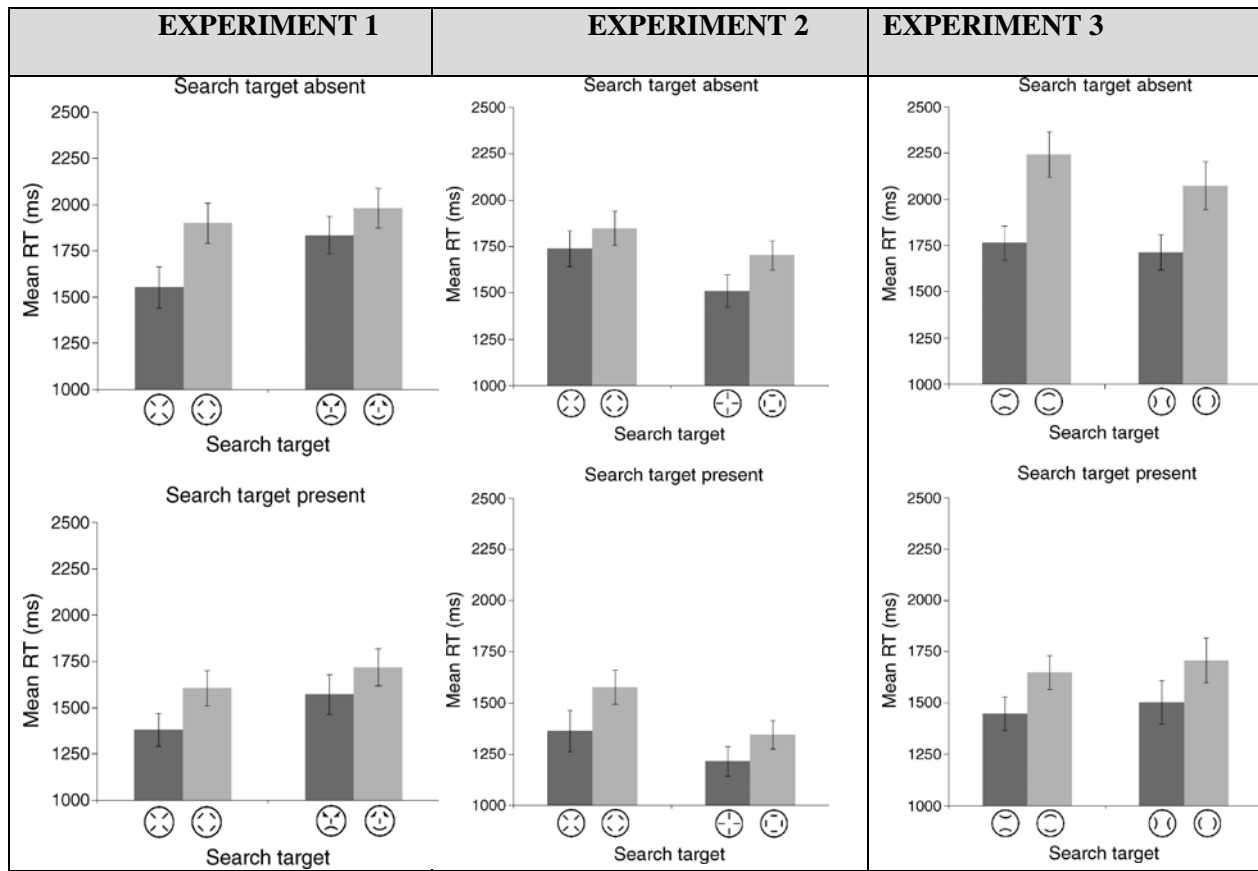 EXPERIMENT 1
EXPERIMENT 2
EXPERIMENT 3
Search target absent
2500
2250
2000
1750
1500
1250
1000
Mean RT (ms)
Search target
Search target absent
2500
2250
2000
1750
1500
1250
1000
Mean RT (ms)
Search target
Search target absent
2500
2250
2000
1750
1500
1250
1000
Mean RT (ms)
Search target
Search target present
2500
2250
2000
1750
1500
1250
1000
Mean RT (ms)
Search target
Search target present
2500
2250
2000
1750
1500
1250
1000
Mean RT (ms)
Search target
Search target present
2500
2250
2000
1750
1500
1250
1000
Mean RT (ms)
Search target